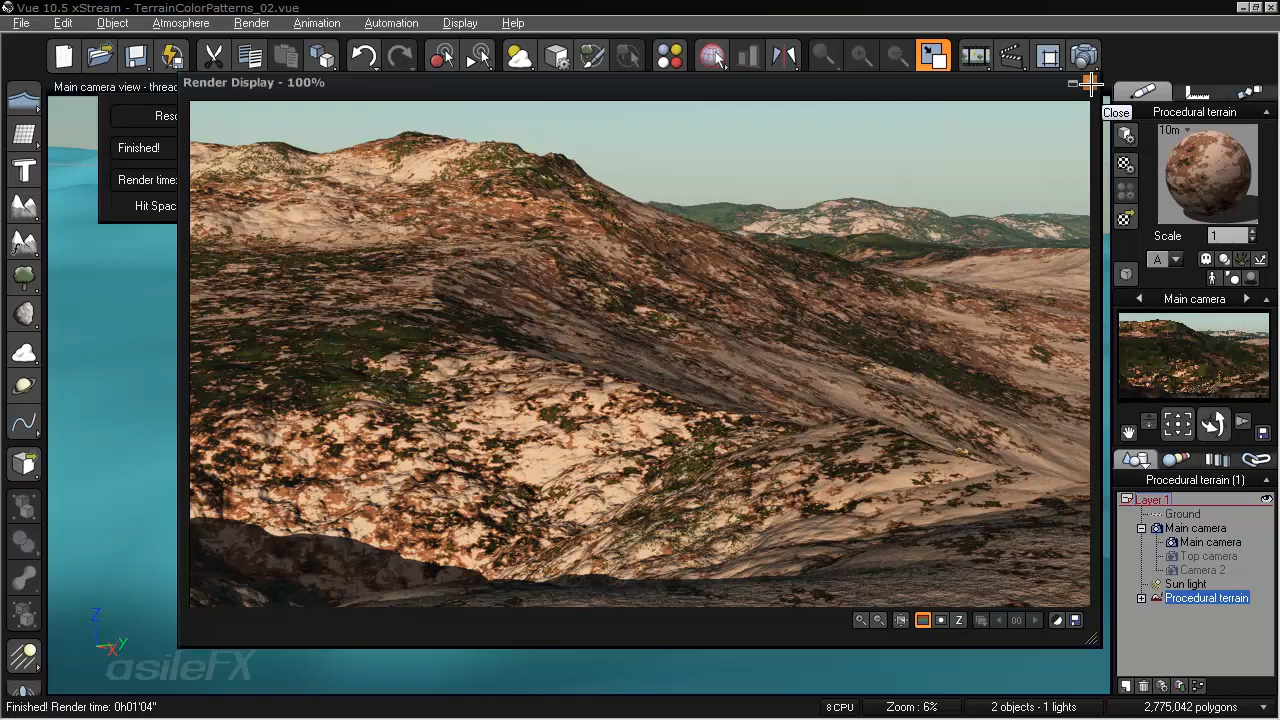 Vue 10.5 xStream - TerrainColorPatterns_02.vue
File Edit Object Atmosphere Render Animation Automation Display Help
Main camera view - thread
Render Display - 100%
Close
Procedural terrain
Finished!
10m
Render time:
Hit Spac
Scale 1
A
Main camera
Procedural terrain (1)
Layer 1
Ground
Main camera
Main camera
Top camera
Camera 2
Sun light
Procedural terrain
Z
00
Z
Y
X
asileFX
Finished! Render time: 0h01'04"
8 CPU
Zoom : 6%
2 objects - 1 lights
2,775,042 polygons